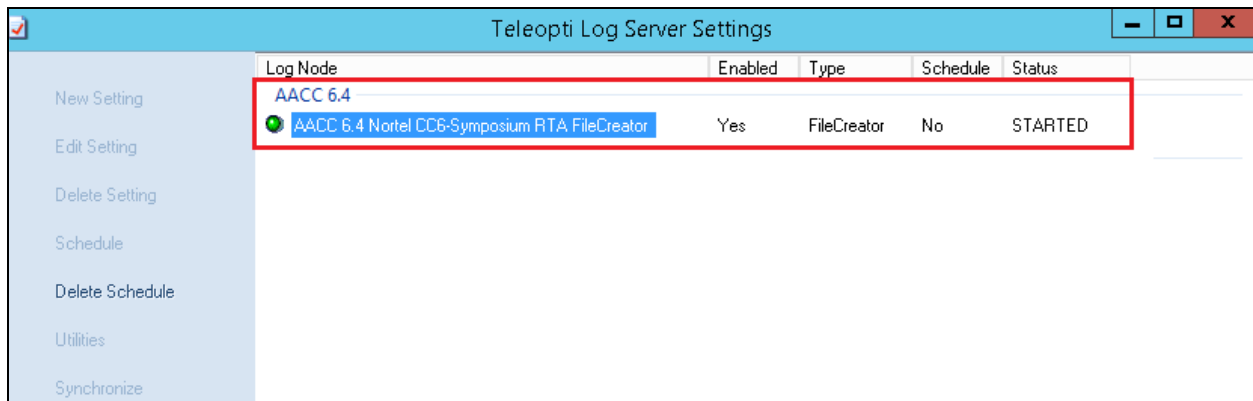 Teleopti Log Server Settings
Log Node Enabled Type Schedule Status
New Setting
AACC 6.4
AACC 6.4 Nortel CC6-Symposium RTA FileCreator Yes FileCreator No STARTED
Edit Setting
Delete Setting
Schedule
Delete Schedule
Utilities
Synchronize